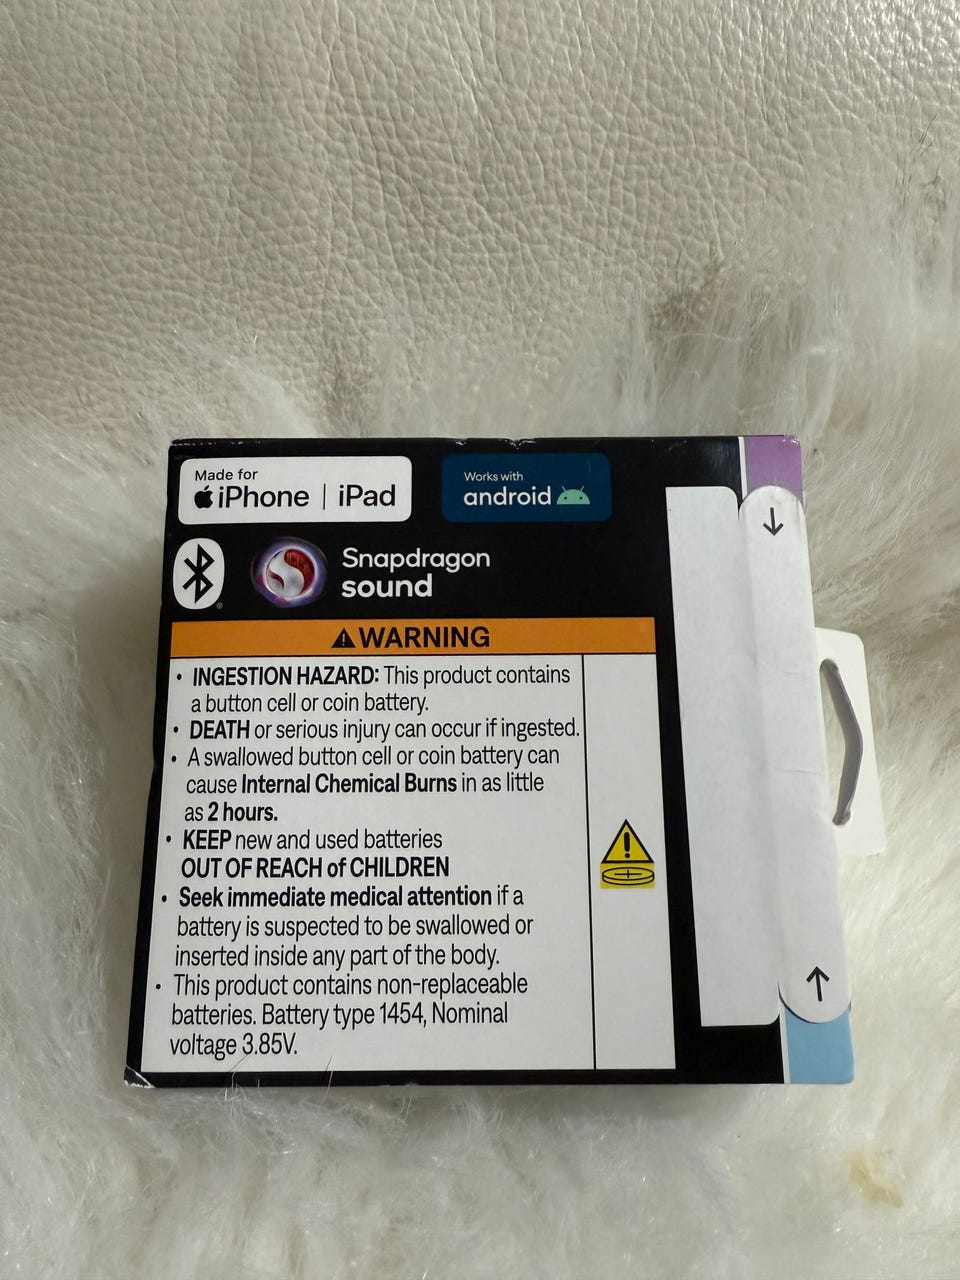 Made for
iPhone | iPad
Works with
android
Snapdragon
sound
WARNING
• INGESTION HAZARD: This product contains
a button cell or coin battery.
• DEATH or serious injury can occur if ingested.
• A swallowed button cell or coin battery can
cause Internal Chemical Burns in as little
as 2 hours.
• KEEP new and used batteries
OUT OF REACH of CHILDREN
• Seek immediate medical attention if a
battery is suspected to be swallowed or
inserted inside any part of the body.
• This product contains non-replaceable
batteries. Battery type 1454, Nominal
voltage 3.85V.